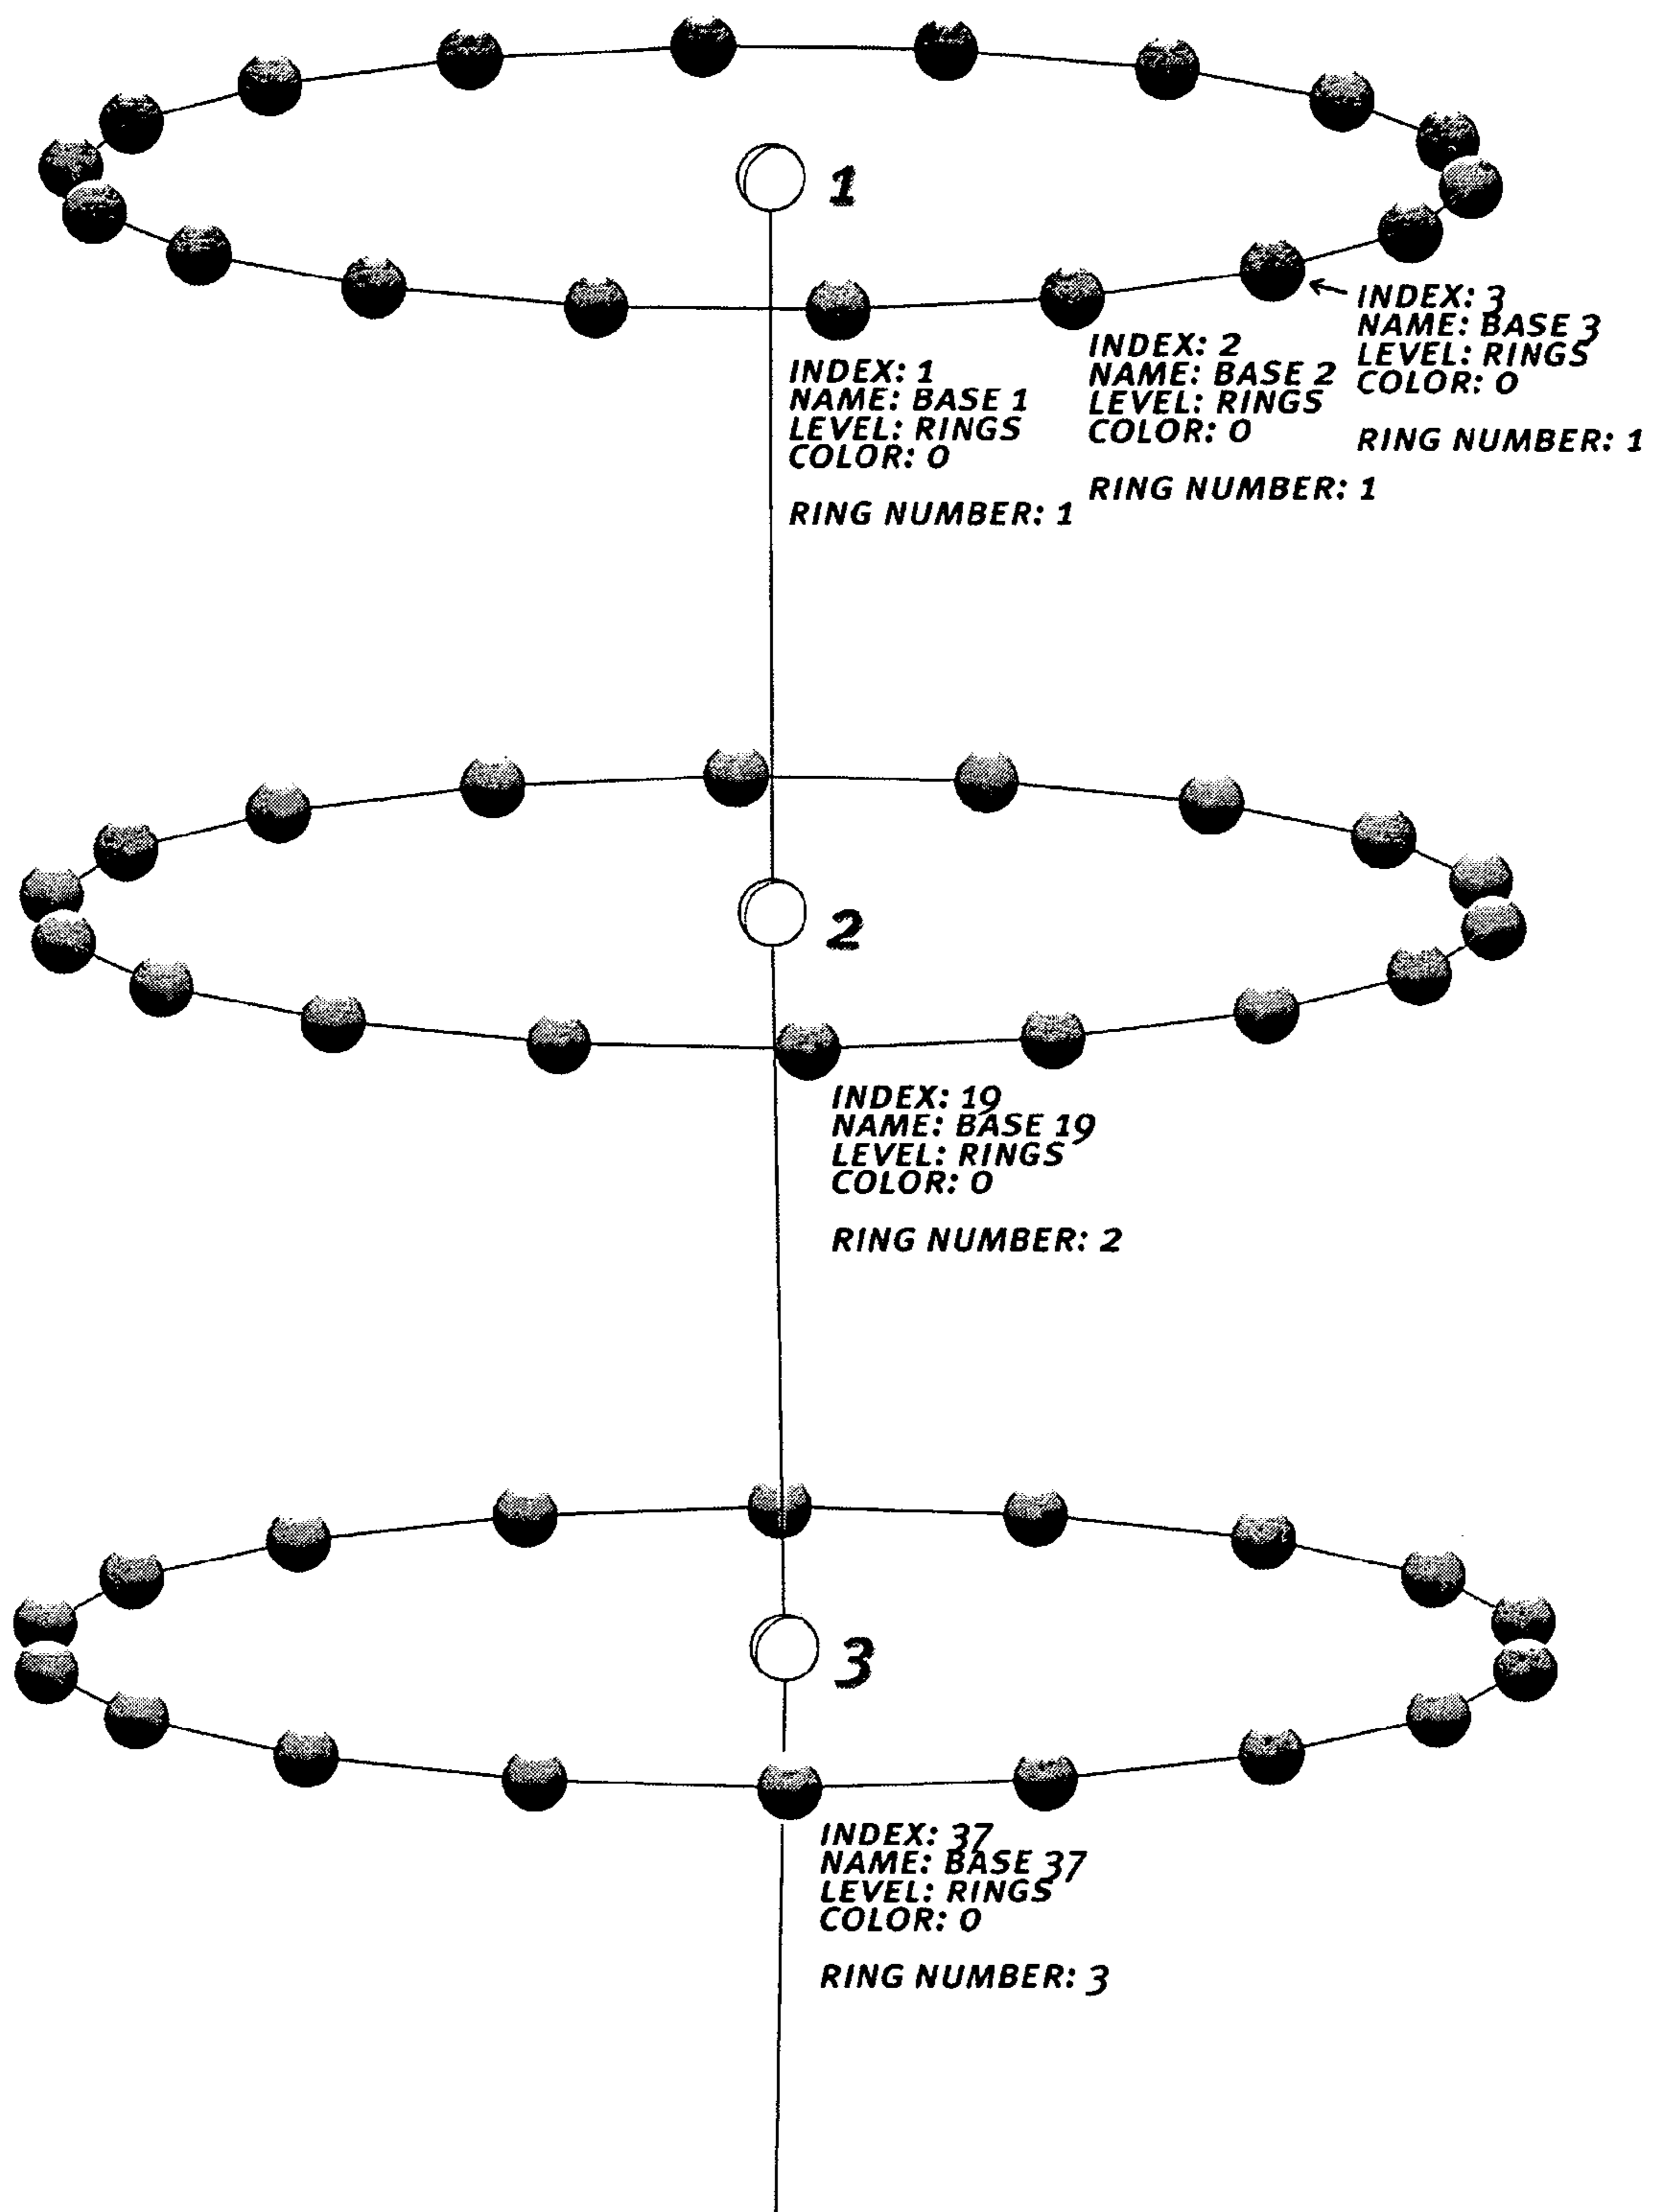 1
INDEX: 1
NAME: BASE 1
LEVEL: RINGS
COLOR: 0
RING NUMBER: 1
INDEX: 2
NAME: BASE 2
LEVEL: RINGS
COLOR: 0
RING NUMBER: 1
INDEX: 3
NAME: BASE 3
LEVEL: RINGS
COLOR: 0
RING NUMBER: 1
2
INDEX: 19
NAME: BASE 19
LEVEL: RINGS
COLOR: 0
RING NUMBER: 2
3
INDEX: 37
NAME: BASE 37
LEVEL: RINGS
COLOR: 0
RING NUMBER: 3